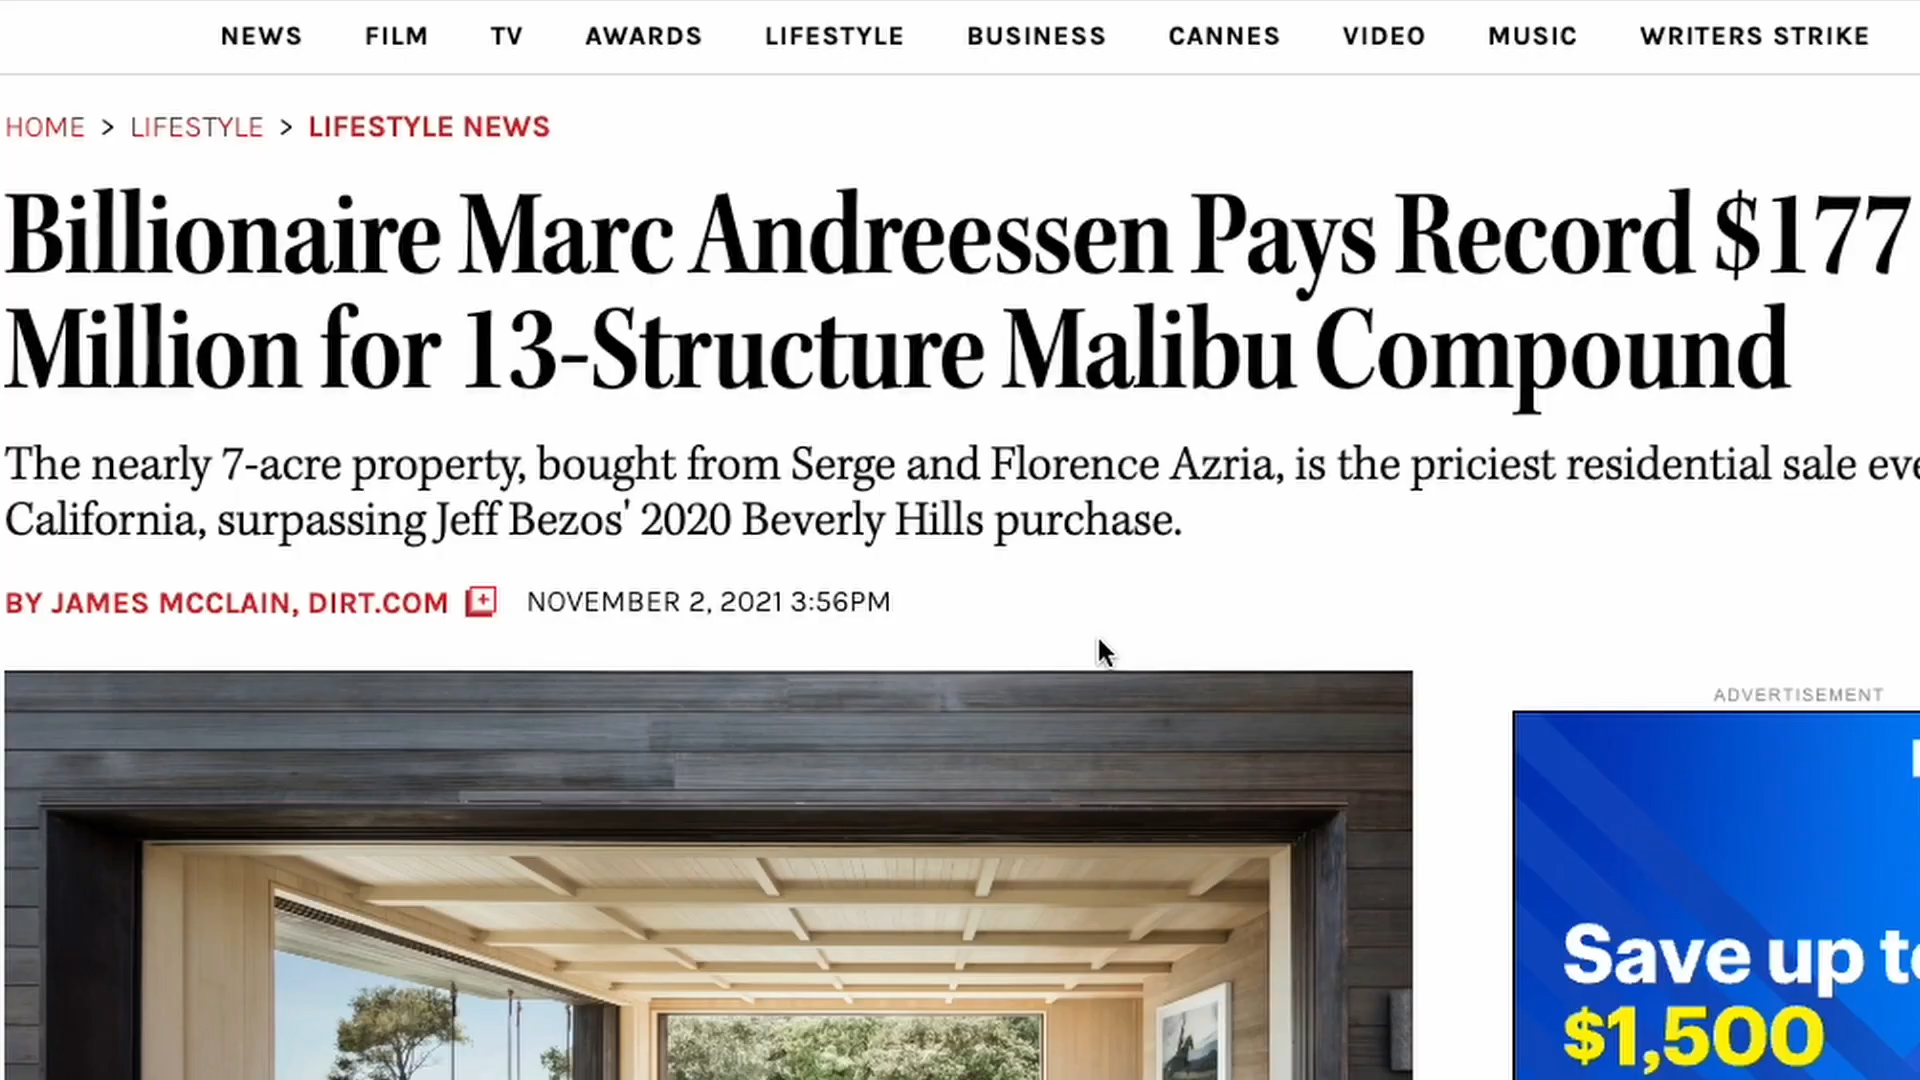 NEWS FILM TV AWARDS LIFESTYLE BUSINESS CANNES VIDEO MUSIC WRITERS STRIKE
HOME > LIFESTYLE > LIFESTYLE NEWS
Billionaire Marc Andreessen Pays Record $177
Million for 13-Structure Malibu Compound
The nearly 7-acre property, bought from Serge and Florence Azria, is the priciest residential sale
California, surpassing Jeff Bezos' 2020 Beverly Hills purchase.
BY JAMES MCCLAIN, DIRT.COM NOVEMBER 2, 2021 3:56PM
ADVERTISEMENT
Save up
$1,500